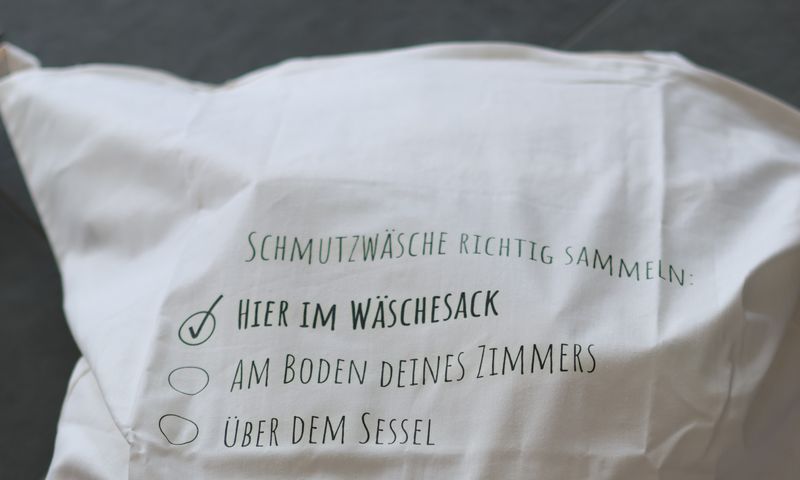 SCHMUTZWÄSCHE RICHTIG SAMMELN:
HIER IM WÄSCHESACK
AM BODEN DEINES ZIMMERS
ÜBER DEM SESSEL